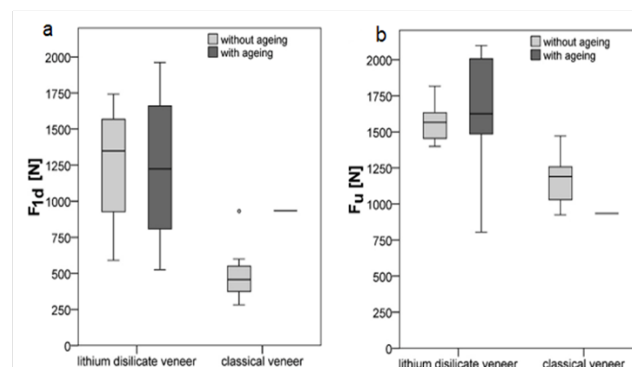 a
without ageing
with ageing
2000
1750
1500
1250
1000
750
500
250
0
F1d [N]
lithium disilicate veneer
classical veneer
b
without ageing
with ageing
2000
1750
1500
1250
1000
750
500
250
0
Fu [N]
lithium disilicate veneer
classical veneer